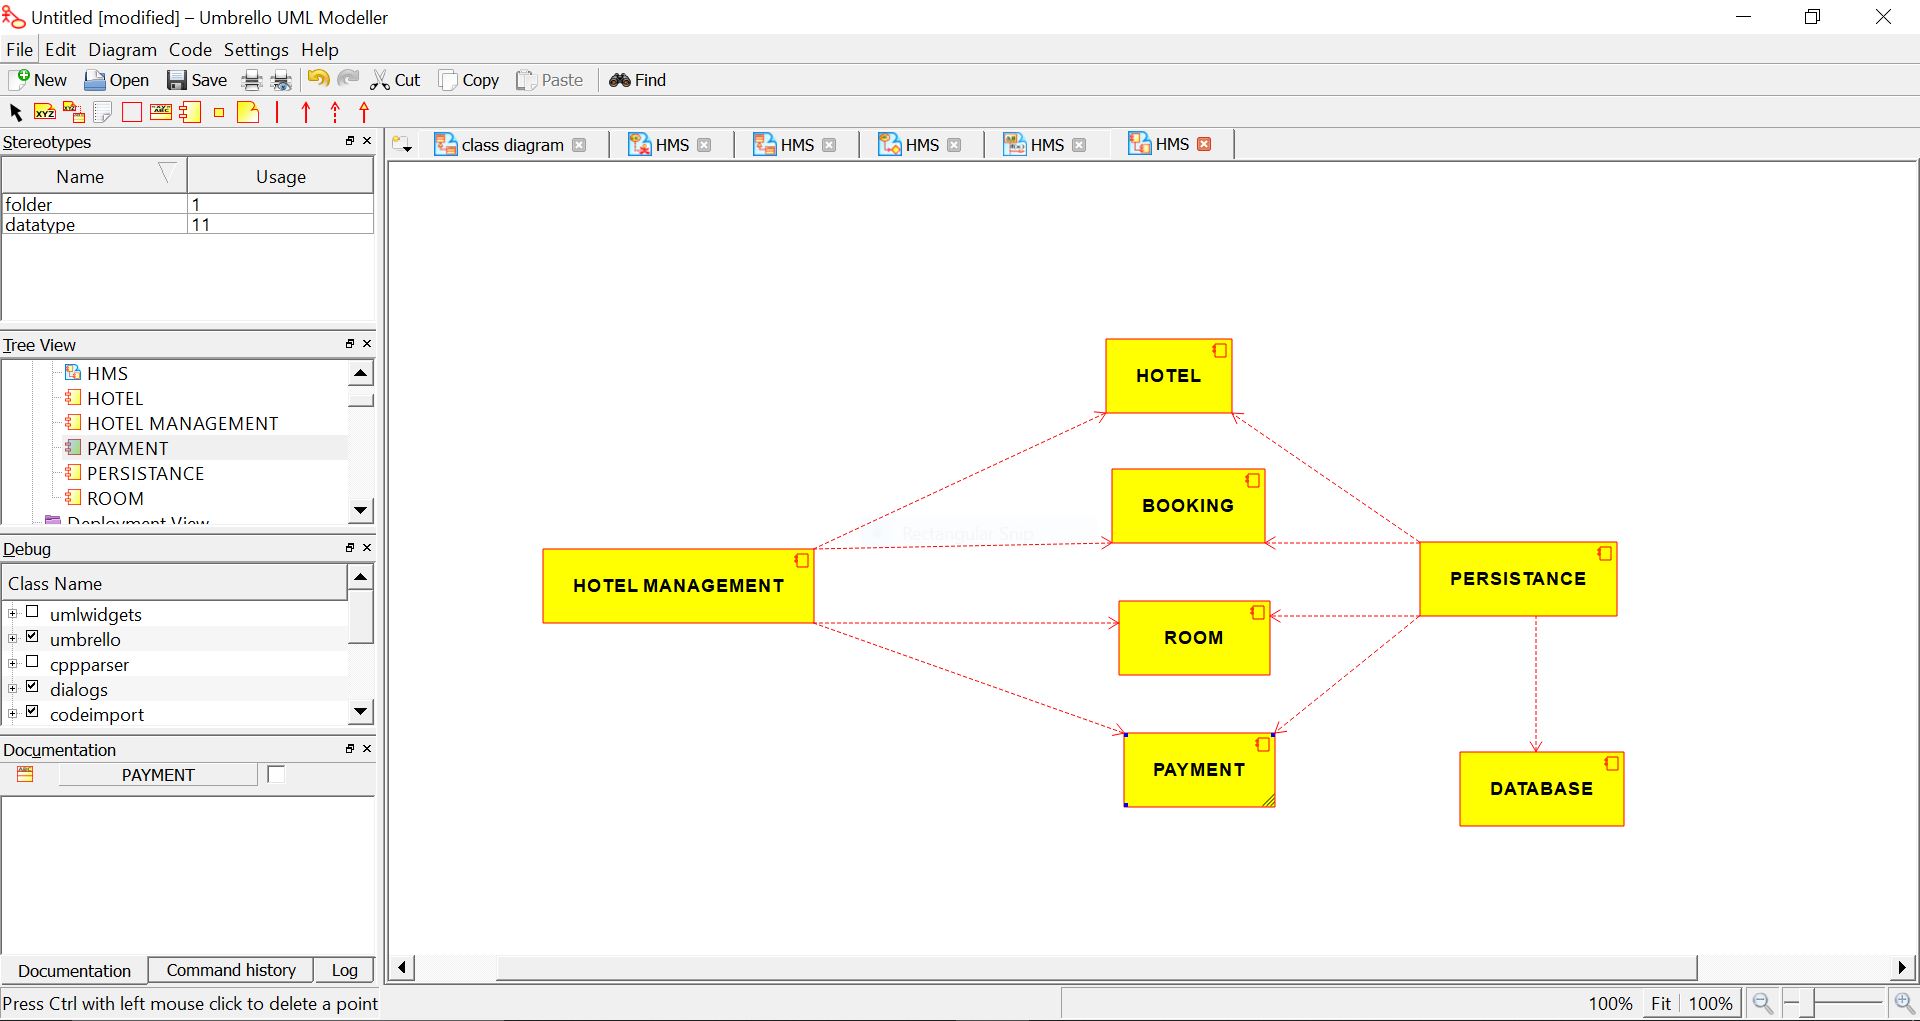 Untitled [modified] – Umbrello UML Modeller
File Edit Diagram Code Settings Help
New Open Save Cut Copy Paste Find
XYZ
Stereotypes
class diagram HMS HMS HMS HMS HMS
Name Usage
folder 1
datatype 11
Tree View
HMS
HOTEL
HOTEL MANAGEMENT
PAYMENT
PERSISTANCE
ROOM
Deployment View
Debug
Class Name
umlwidgets
umbrello
cppparser
dialogs
codeimport
Documentation
PAYMENT
Documentation Command history Log
HOTEL
BOOKING
Rectangular Snip
HOTEL MANAGEMENT
PERSISTANCE
ROOM
PAYMENT
DATABASE
Press Ctrl with left mouse click to delete a point
100% Fit 100%